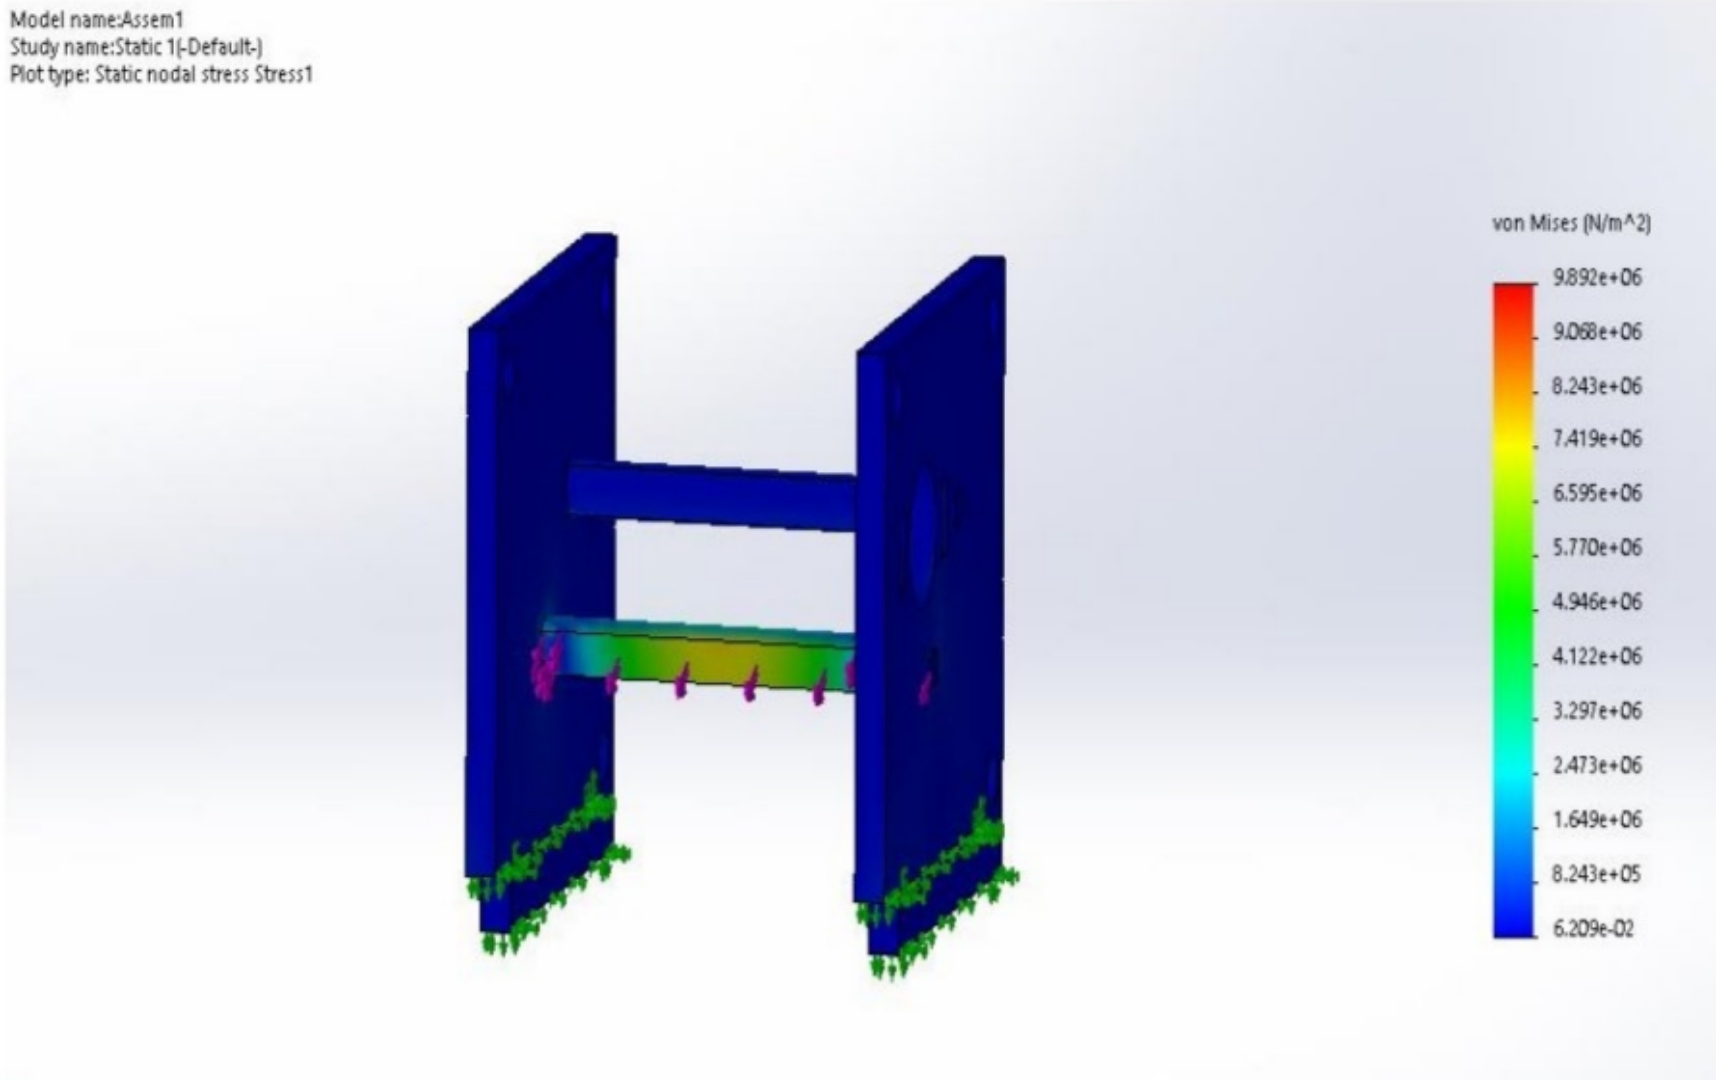 Model name:Assem1
Study name:Static 1(-Default-)
Plot type: Static nodal stress Stress1
von Mises (N/m^2)
9.892e+06
9.068e+06
8.243e+06
7.419e+06
6.595e+06
5.770e+06
4.946e+06
4.122e+06
3.297e+06
2.473e+06
1.649e+06
8.243e+05
6.209e-02